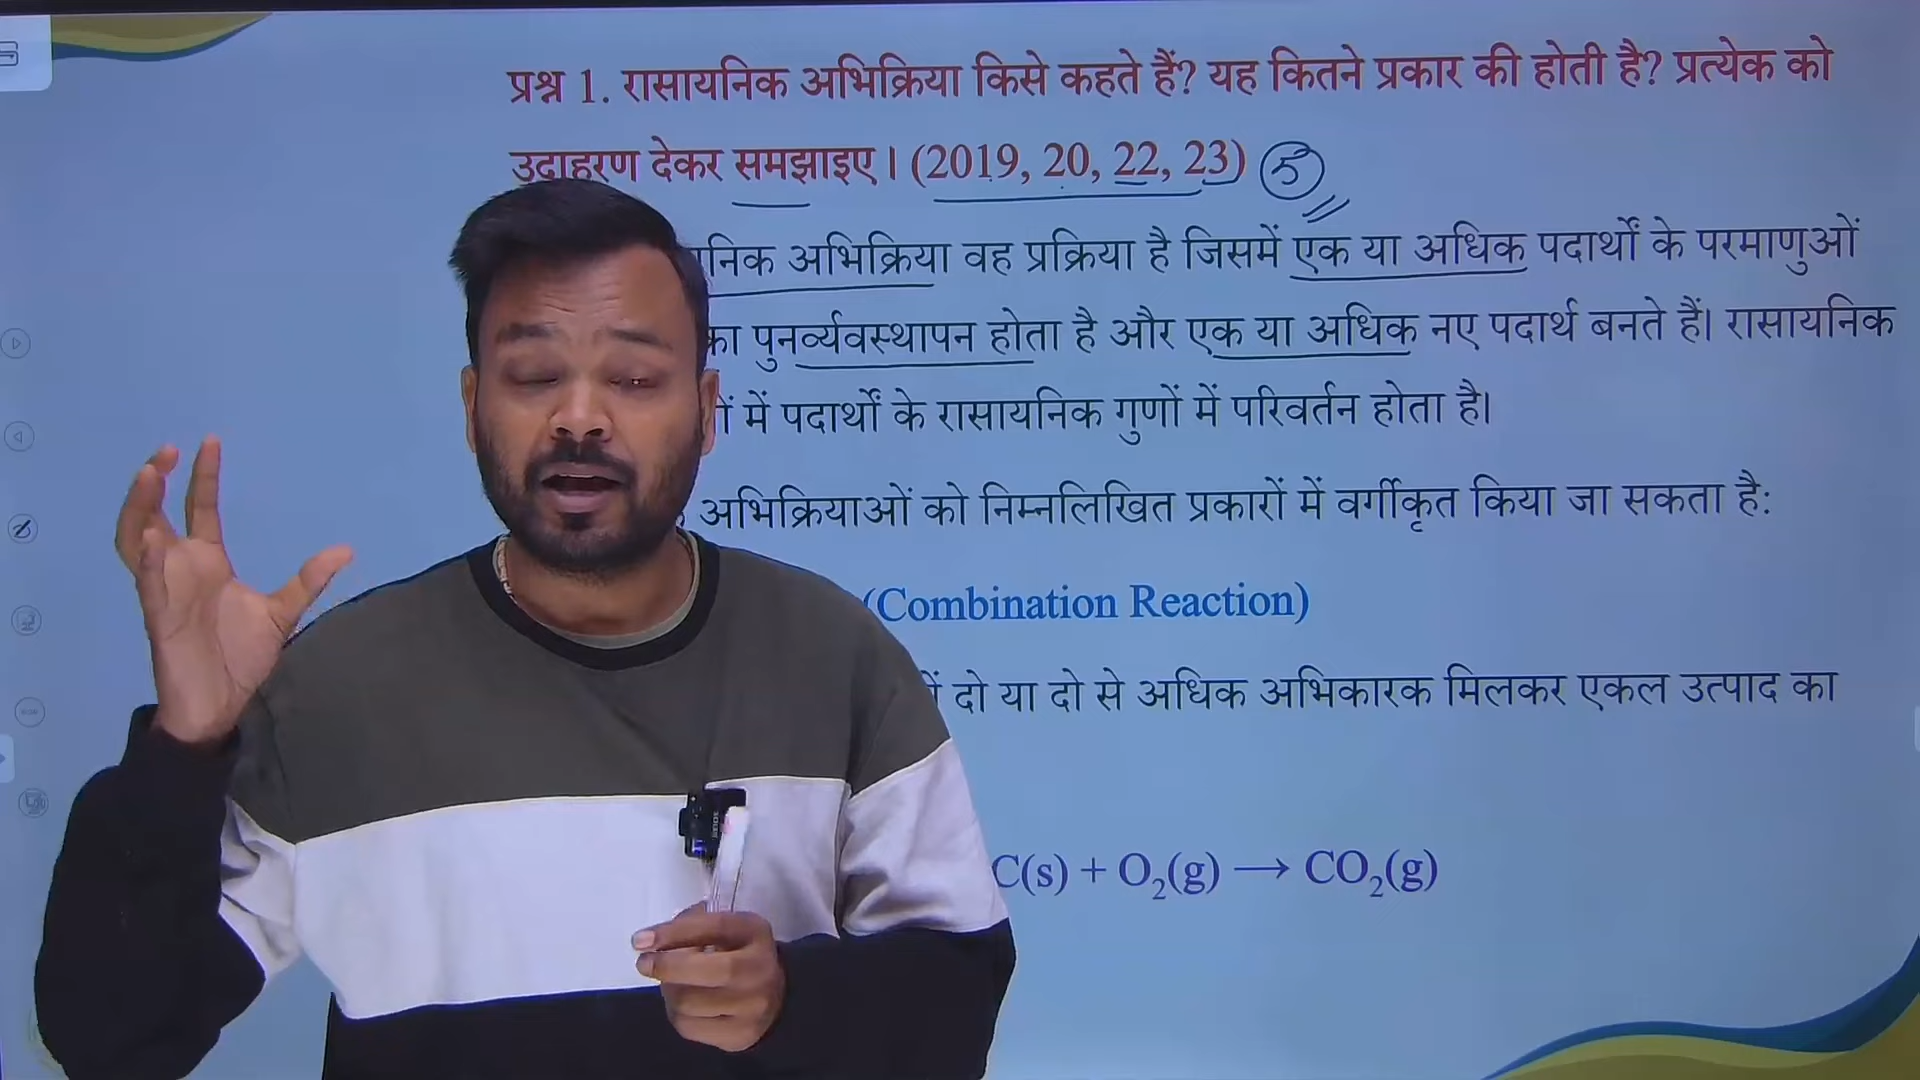 प्रश्न 1. रासायनिक अभिक्रिया किसे कहते हैं? यह कितने प्रकार की होती है? प्रत्येक को
उदाहरण देकर समझाइए। (2019, 20, 22, 23) 5
अभिक्रिया वह प्रक्रिया है जिसमें एक या अधिक पदार्थों के परमाणुओं
का पुनर्व्यवस्थापन होता है और एक या अधिक नए पदार्थ बनते हैं। रासायनिक
में पदार्थों के रासायनिक गुणों में परिवर्तन होता है।
अभिक्रियाओं को निम्नलिखित प्रकारों में वर्गीकृत किया जा सकता है:
(Combination Reaction)
दो या दो से अधिक अभिकारक मिलकर एकल उत्पाद का
C(s) + O₂(g) → CO₂(g)